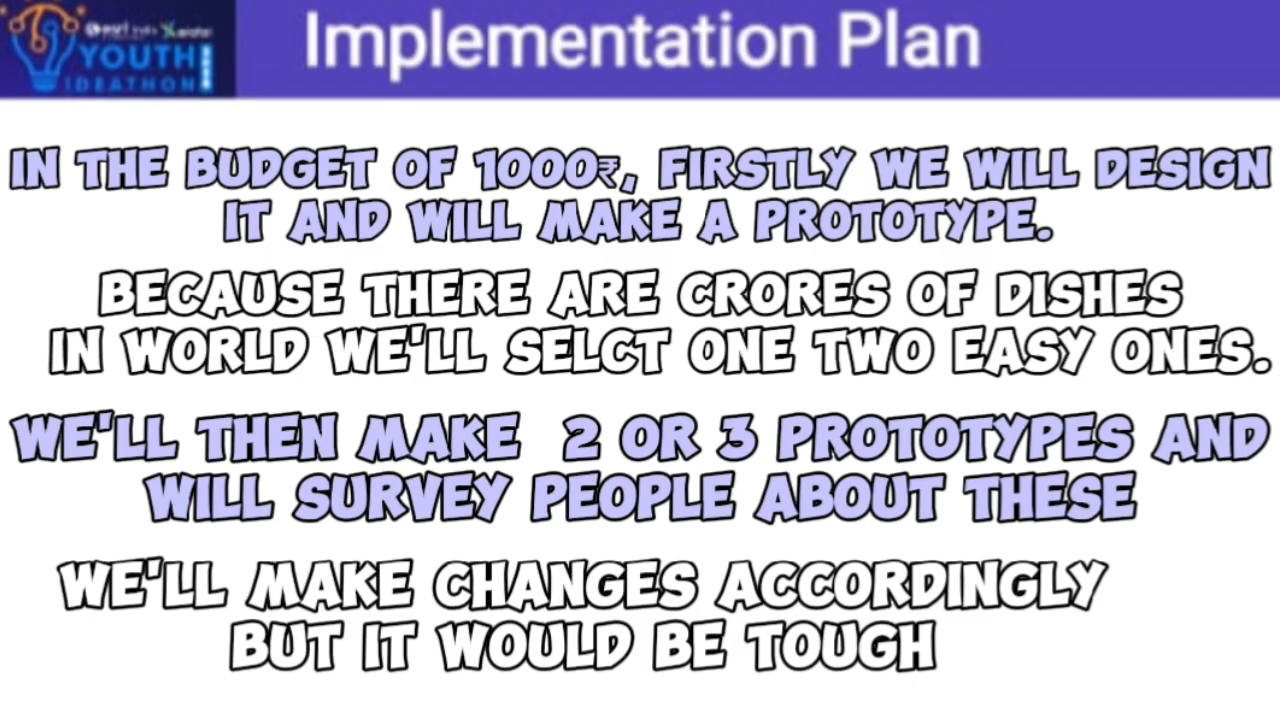 YOUTH
IDEATHON
Implementation Plan
IN THE BUDGET OF 1000₹, FIRSTLY WE WILL DESIGN
IT AND WILL MAKE A PROTOTYPE.
BECAUSE THERE ARE CRORES OF DISHES
IN WORLD WE'LL SELCT ONE TWO EASY ONES.
WE'LL THEN MAKE 2 OR 3 PROTOTYPES AND
WILL SURVEY PEOPLE ABOUT THESE
WE'LL MAKE CHANGES ACCORDINGLY
BUT IT WOULD BE TOUGH